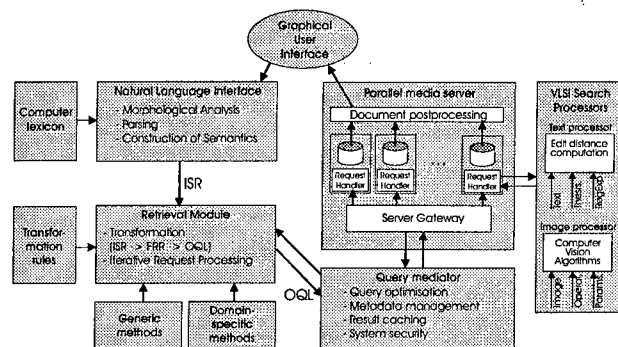 Graphical
User
Interface
Natural Language Interface
- Morphological Analysis
- Parsing
- Construction of Semantics
Computer
lexicon
ISR
Retrieval Module
- Transformation
(ISR -> FRR -> OQL)
- Iterative Request Processing
Transfor-
mation
rules
Generic
methods
Domain-
specific methods
OQL
Parallel media server
Document postprocessing
Request
Handler
Request
Handler
...
Request
Handler
Server Gateway
Query mediator
- Query optimisation
- Metadata management
- Result caching
- System security
VLSI Search
Processors
Text processor
Edit distance
computation
Text
Thesis.
RegExp
Image processor
Computer
Vision
Algorithms
Image
Operat.
Param.